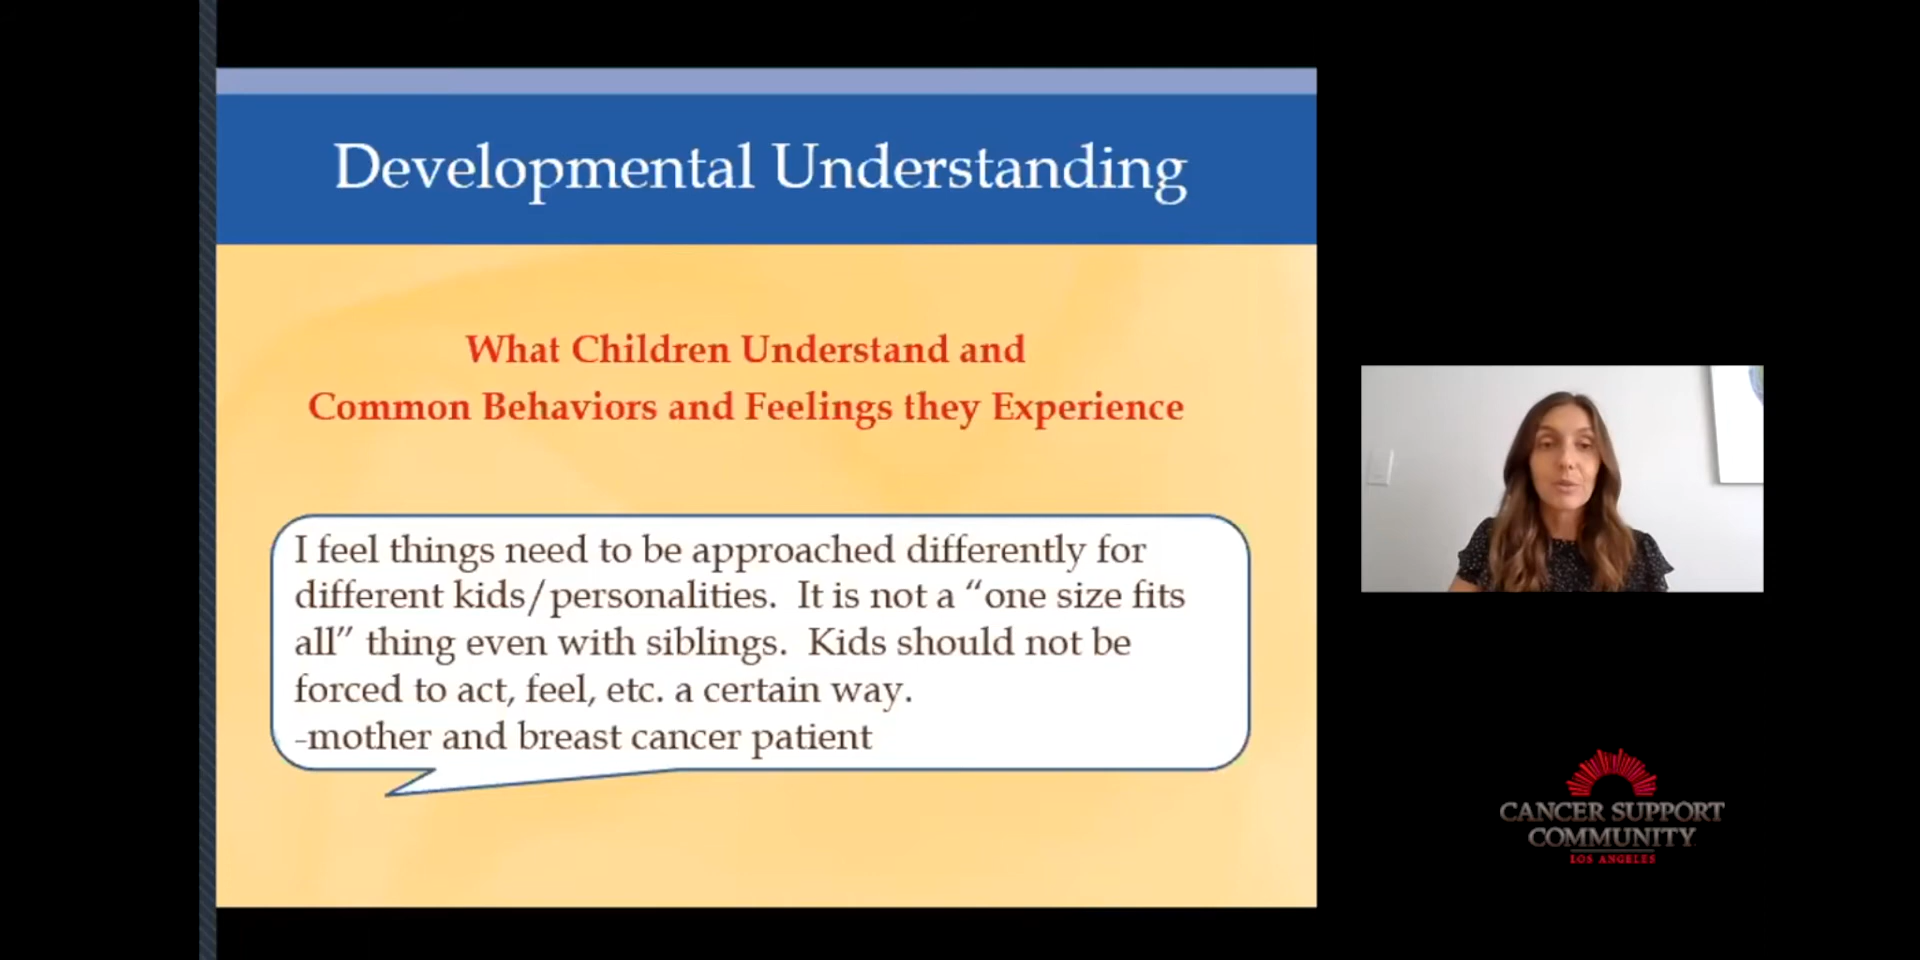 Developmental Understanding
What Children Understand and
Common Behaviors and Feelings they Experience
I feel things need to be approached differently for
different kids/personalities.  It is not a “one size fits
all” thing even with siblings.  Kids should not be
forced to act, feel, etc. a certain way.
-mother and breast cancer patient
CANCER SUPPORT
COMMUNITY
LOS ANGELES